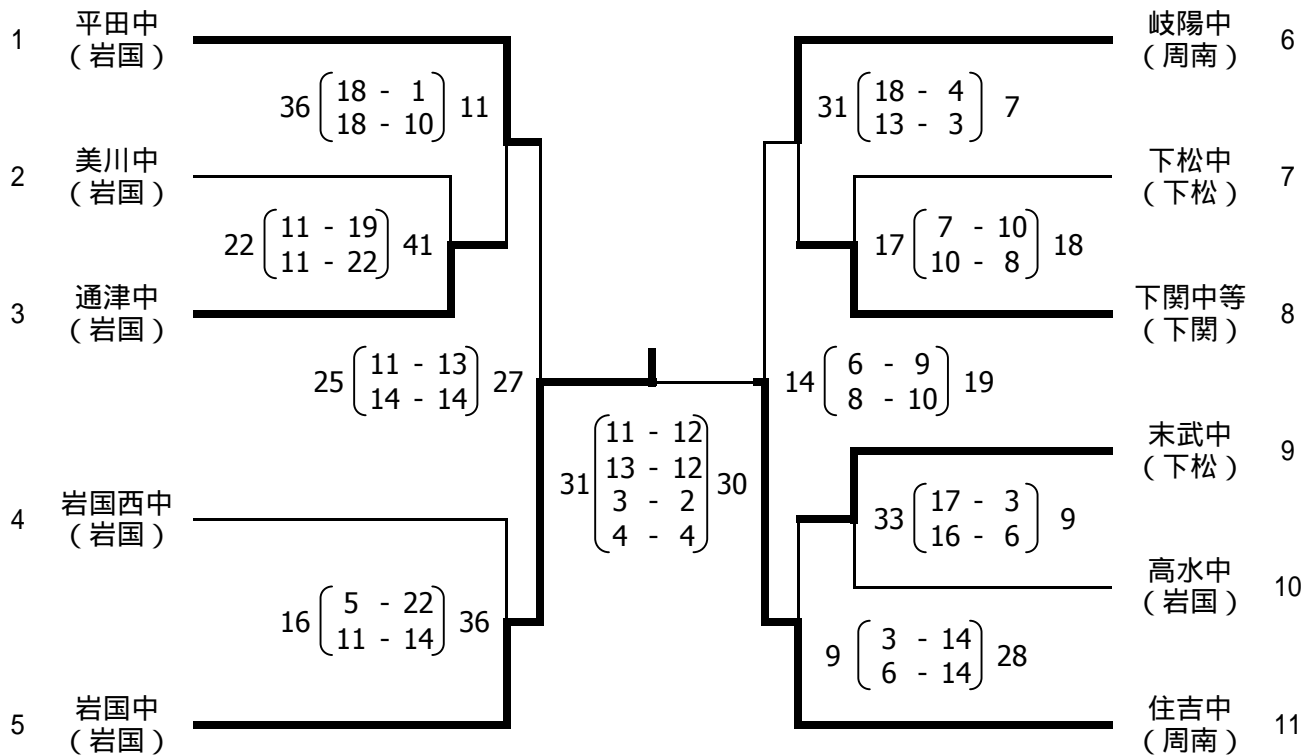 1 平田中
（岩国）
36 18 - 1 11
18 - 10
2 美川中
（岩国）
22 11 - 19 41
11 - 22
3 通津中
（岩国）
25 11 - 13 27
14 - 14
4 岩国西中
（岩国）
16 5 - 22 36
11 - 14
5 岩国中
（岩国）
31 11 - 12 30
13 - 12
3 - 2
4 - 4
岐陽中 6
（周南）
31 18 - 4 7
13 - 3
下松中 7
（下松）
17 7 - 10 18
10 - 8
下関中等 8
（下関）
14 6 - 9 19
8 - 10
末武中 9
（下松）
33 17 - 3 9
16 - 6
高水中 10
（岩国）
9 3 - 14 28
6 - 14
住吉中 11
（周南）